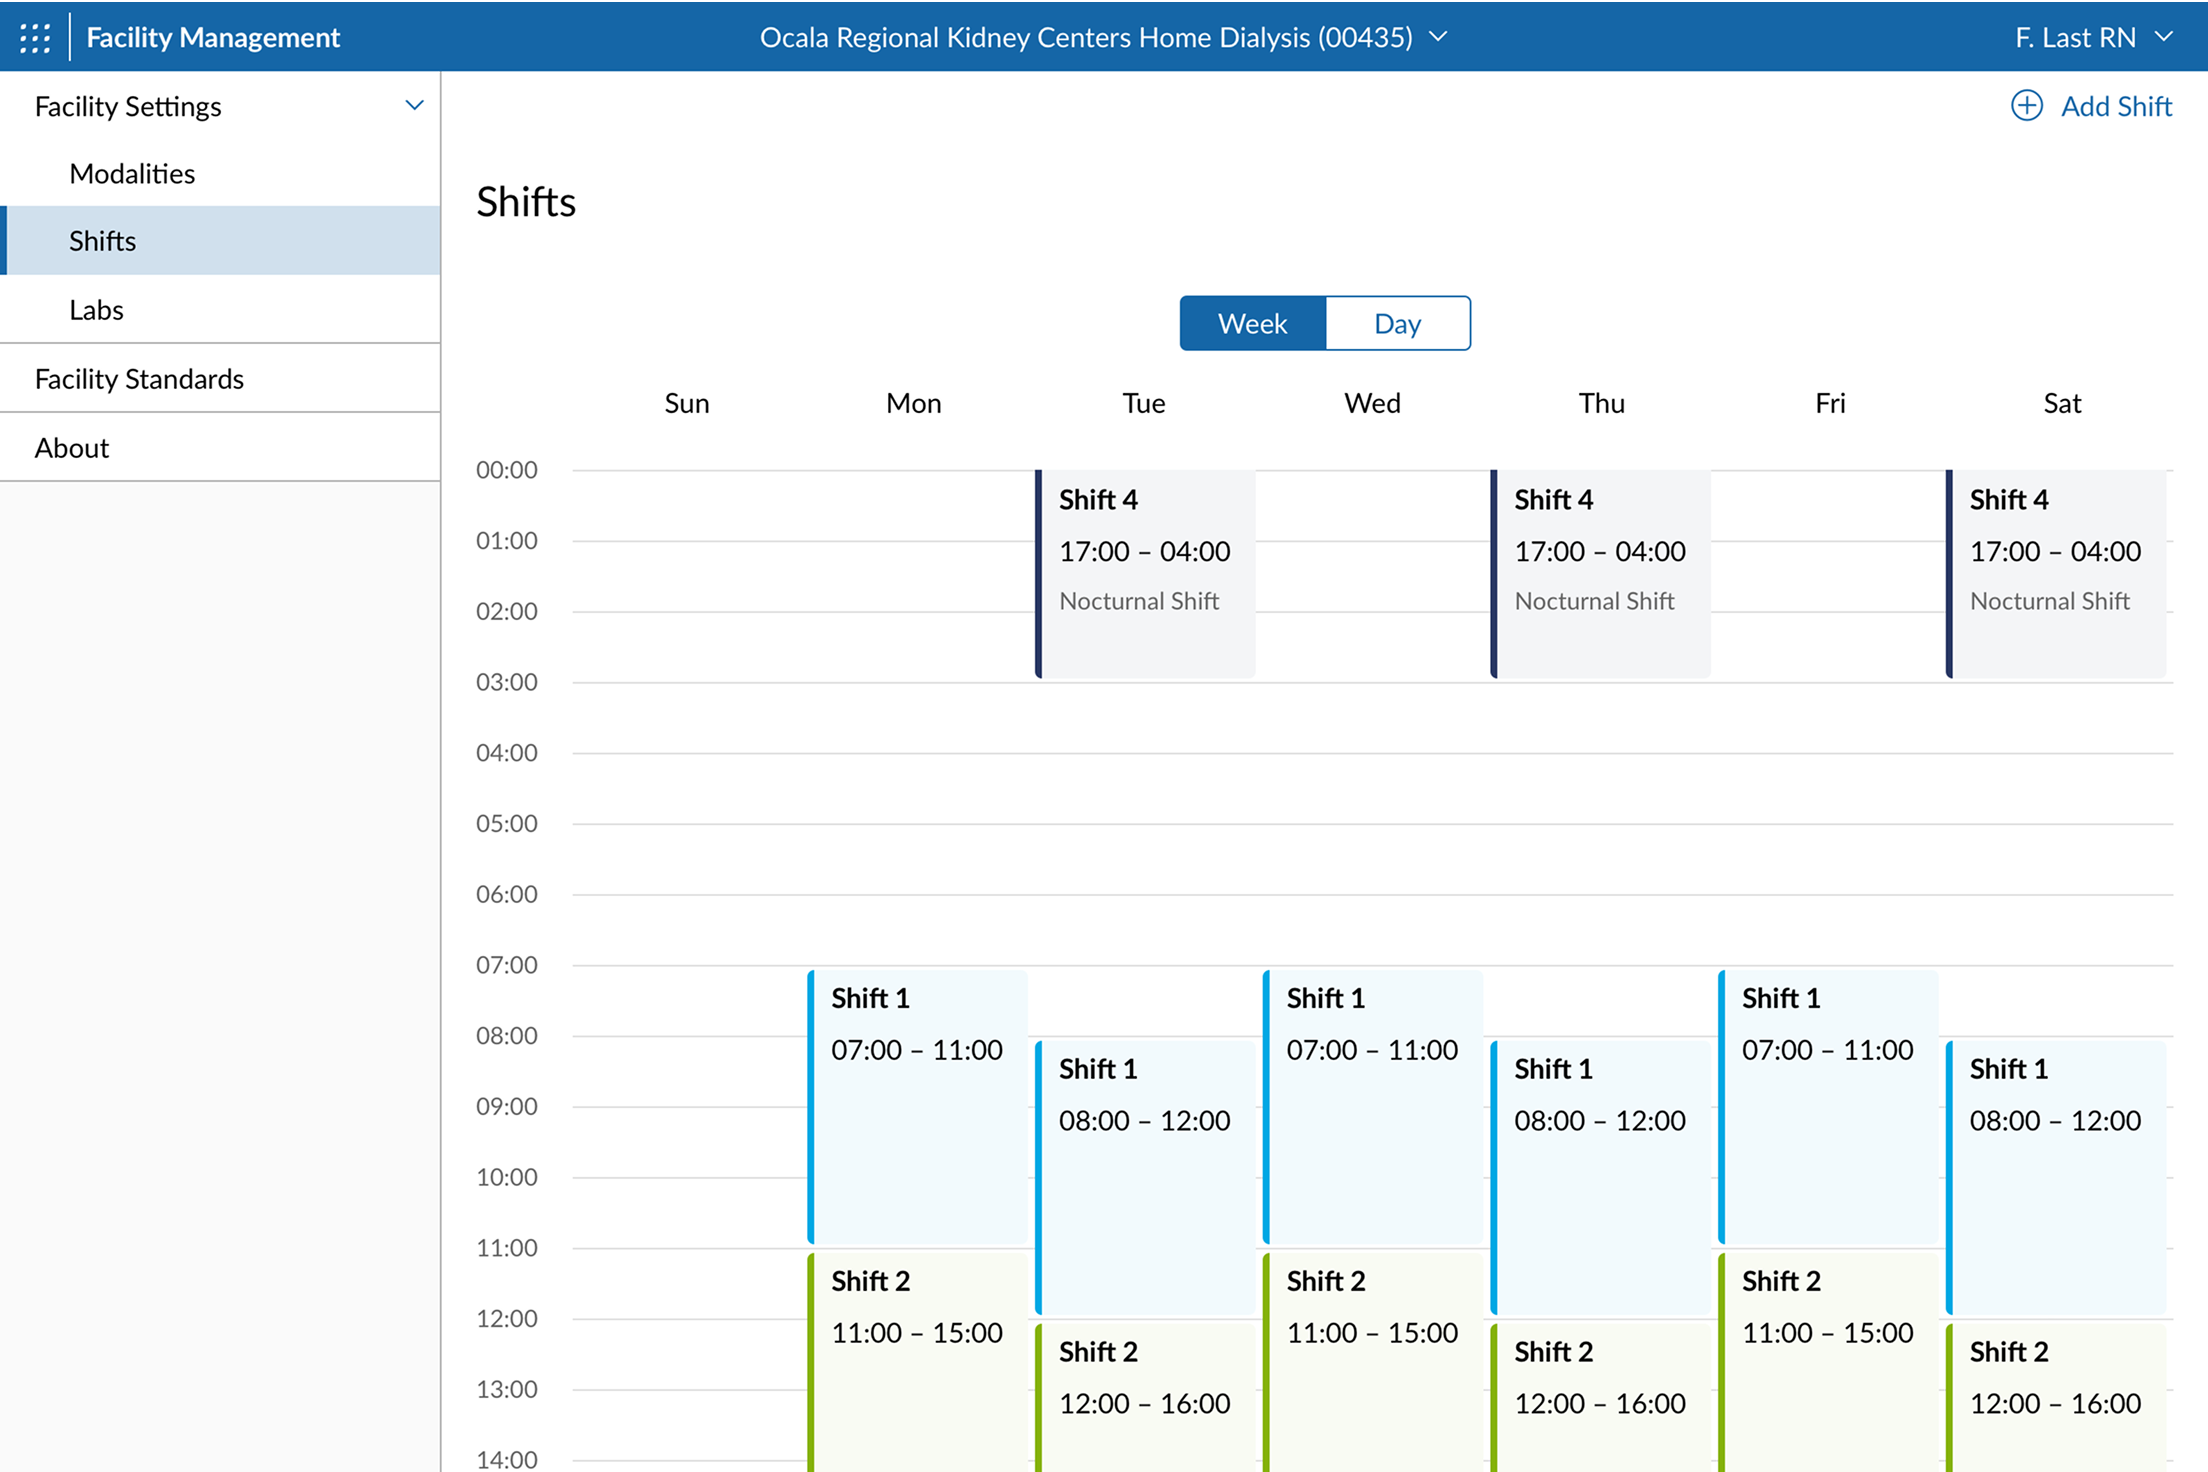 Facility Management
Ocala Regional Kidney Centers Home Dialysis (00435)
F. Last RN
Facility Settings
Modalities
Shifts
Labs
Facility Standards
About
Add Shift
Shifts
Week Day
Sun Mon Tue Wed Thu Fri Sat
00:00
Shift 4 Shift 4 Shift 4
01:00
17:00 – 04:00 17:00 – 04:00 17:00 – 04:00
02:00
Nocturnal Shift Nocturnal Shift Nocturnal Shift
03:00
04:00
05:00
06:00
07:00
Shift 1 Shift 1 Shift 1
08:00
07:00 – 11:00 07:00 – 11:00 07:00 – 11:00
Shift 1 Shift 1 Shift 1
09:00
08:00 – 12:00 08:00 – 12:00 08:00 – 12:00
10:00
11:00
Shift 2 Shift 2 Shift 2
12:00
11:00 – 15:00 11:00 – 15:00 11:00 – 15:00
Shift 2 Shift 2 Shift 2
13:00
12:00 – 16:00 12:00 – 16:00 12:00 – 16:00
14:00